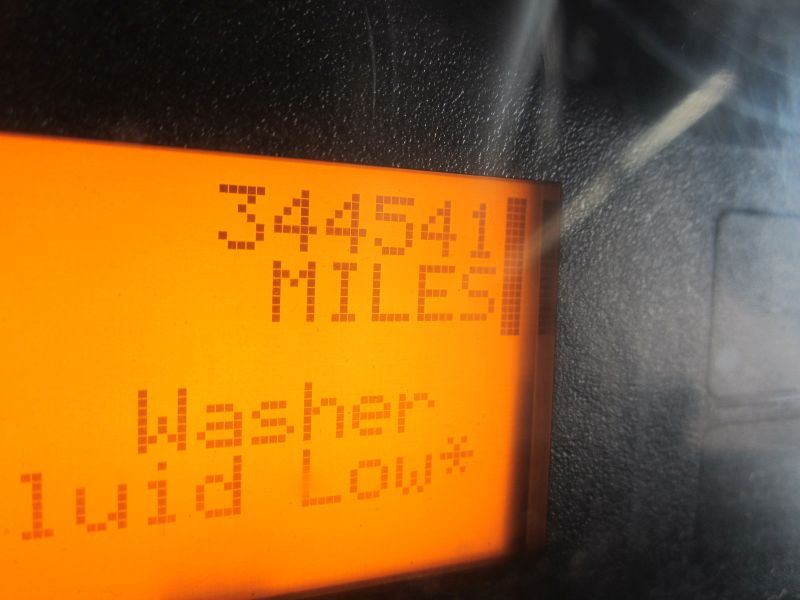 344541
MILES
Washer
luid Low*